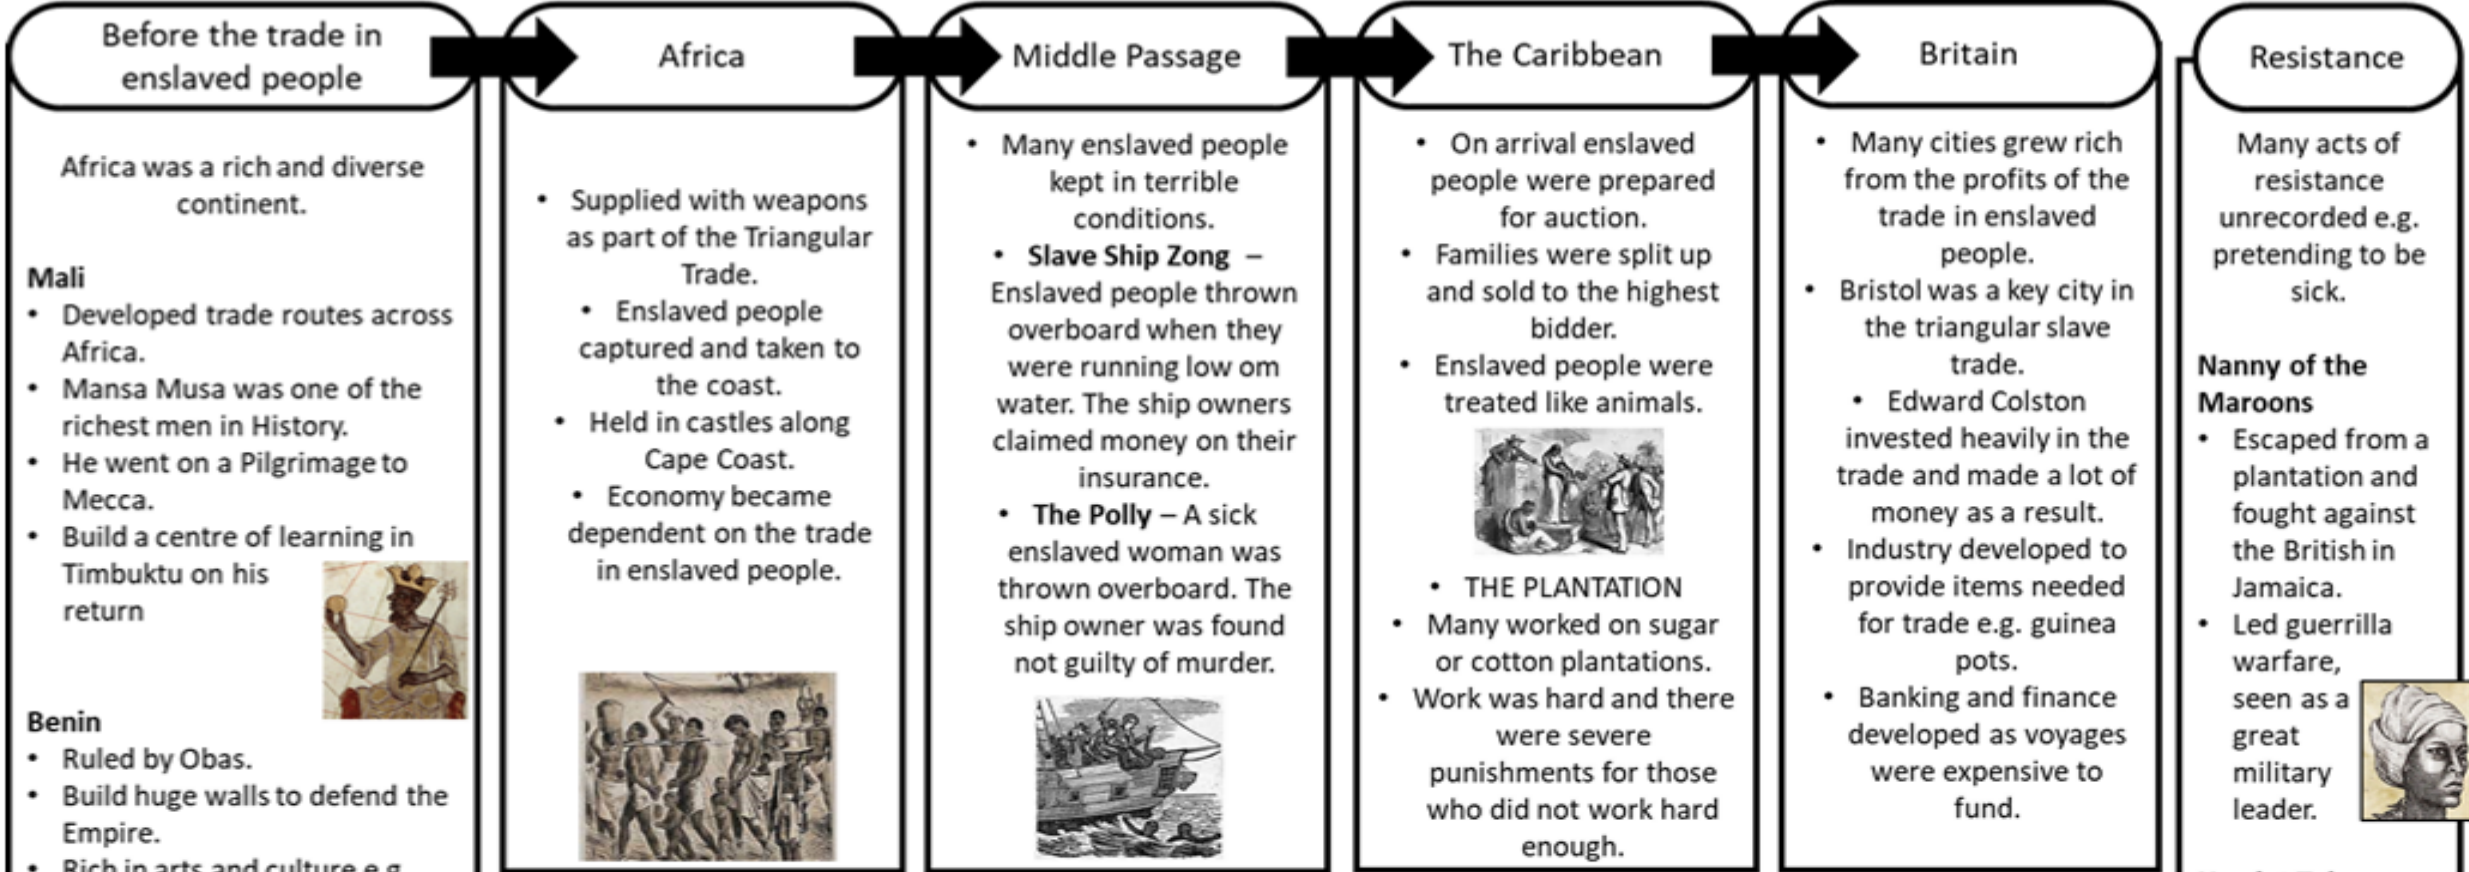 Before the trade in
enslaved people
Africa was a rich and diverse
continent.
Mali
• Developed trade routes across
Africa.
• Mansa Musa was one of the
richest men in History.
• He went on a Pilgrimage to
Mecca.
• Build a centre of learning in
Timbuktu on his
return
Benin
• Ruled by Obas.
• Build huge walls to defend the
Empire.
• Rich in arts and culture e.g.
Africa
• Supplied with weapons
as part of the Triangular
Trade.
• Enslaved people
captured and taken to
the coast.
• Held in castles along
Cape Coast.
• Economy became
dependent on the trade
in enslaved people.
Middle Passage
• Many enslaved people
kept in terrible
conditions.
• Slave Ship Zong –
Enslaved people thrown
overboard when they
were running low om
water. The ship owners
claimed money on their
insurance.
• The Polly – A sick
enslaved woman was
thrown overboard. The
ship owner was found
not guilty of murder.
The Caribbean
• On arrival enslaved
people were prepared
for auction.
• Families were split up
and sold to the highest
bidder.
• Enslaved people were
treated like animals.
• THE PLANTATION
• Many worked on sugar
or cotton plantations.
• Work was hard and there
were severe
punishments for those
who did not work hard
enough.
Britain
• Many cities grew rich
from the profits of the
trade in enslaved
people.
• Bristol was a key city in
the triangular slave
trade.
• Edward Colston
invested heavily in the
trade and made a lot of
money as a result.
• Industry developed to
provide items needed
for trade e.g. guinea
pots.
• Banking and finance
developed as voyages
were expensive to
fund.
Resistance
Many acts of
resistance
unrecorded e.g.
pretending to be
sick.
Nanny of the
Maroons
• Escaped from a
plantation and
fought against
the British in
Jamaica.
• Led guerrilla
warfare,
seen as a
great
military
leader.